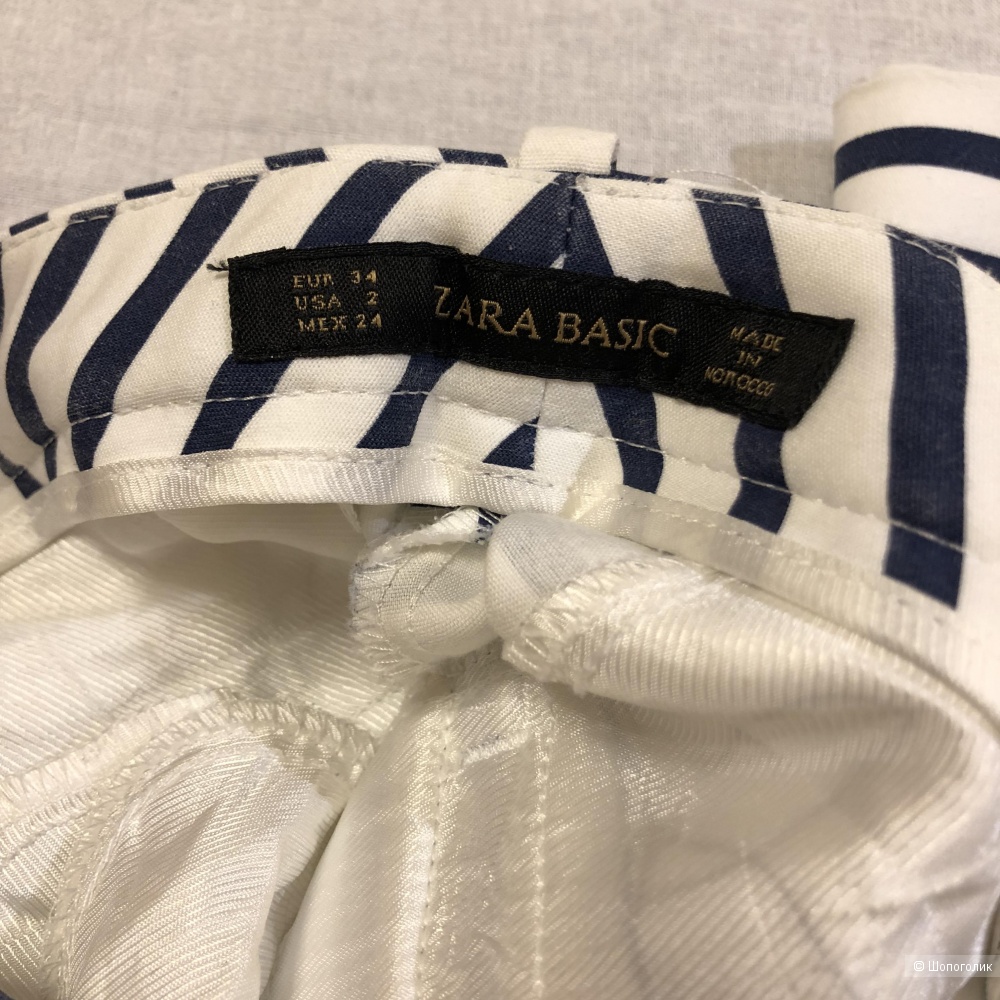 EUR 34
USA 2
MEX 24
ZARA BASIC
MADE
IN
MOROCCO
© Шопоголик